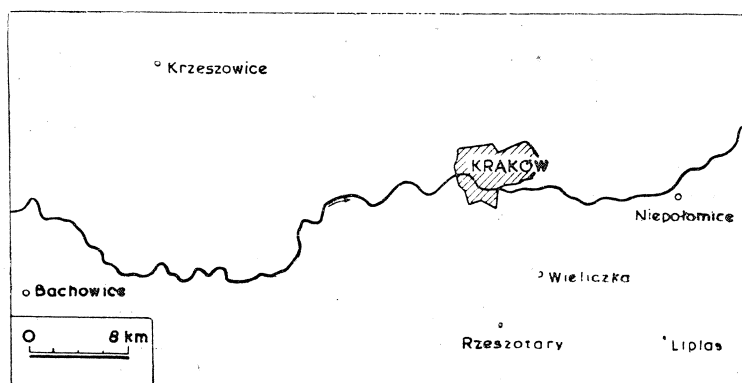 Krzeszowice
KRAKÓW
Niepołomice
Wieliczka
Bachowice
0 8 km
Rzeszotary
Liplas